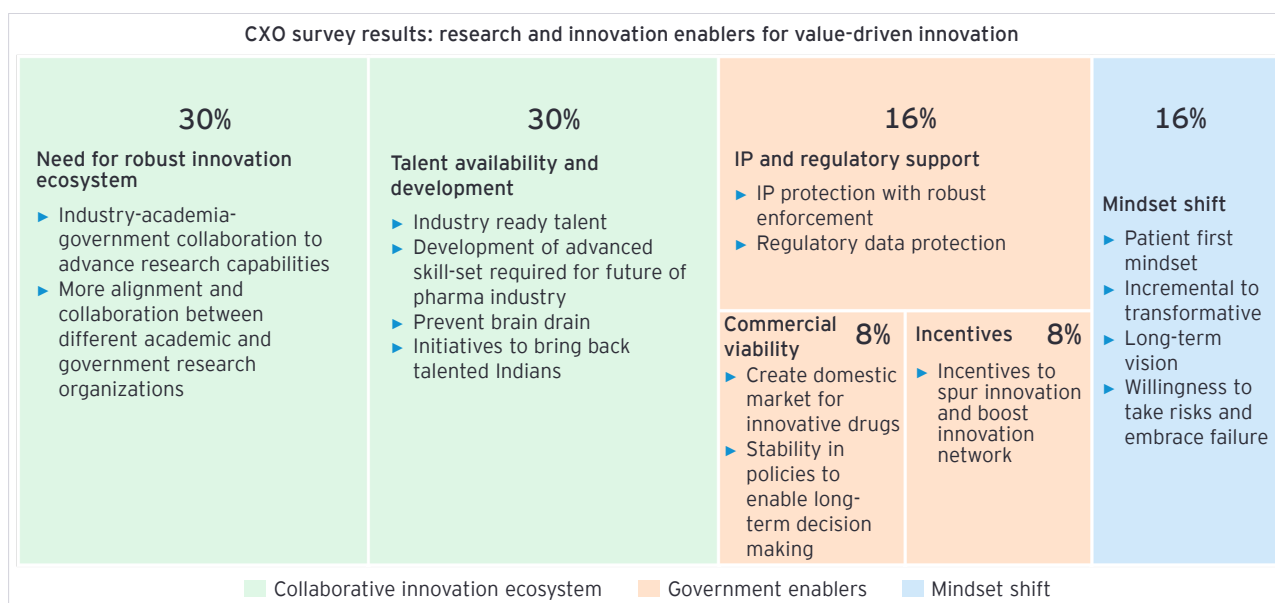 CXO survey results: research and innovation enablers for value-driven innovation
30%
Need for robust innovation
ecosystem
► Industry-academia-
government collaboration to
advance research capabilities
► More alignment and
collaboration between
different academic and
government research
organizations
30%
Talent availability and
development
► Industry ready talent
► Development of advanced
skill-set required for future of
pharma industry
► Prevent brain drain
► Initiatives to bring back
talented Indians
16%
IP and regulatory support
► IP protection with robust
enforcement
► Regulatory data protection
Commercial
viability 8%
► Create domestic
market for
innovative drugs
► Stability in
policies to
enable long-
term decision
making
Incentives 8%
► Incentives to
spur innovation
and boost
innovation
network
16%
Mindset shift
► Patient first
mindset
► Incremental to
transformative
► Long-term
vision
► Willingness to
take risks and
embrace failure
Collaborative innovation ecosystem
Government enablers
Mindset shift